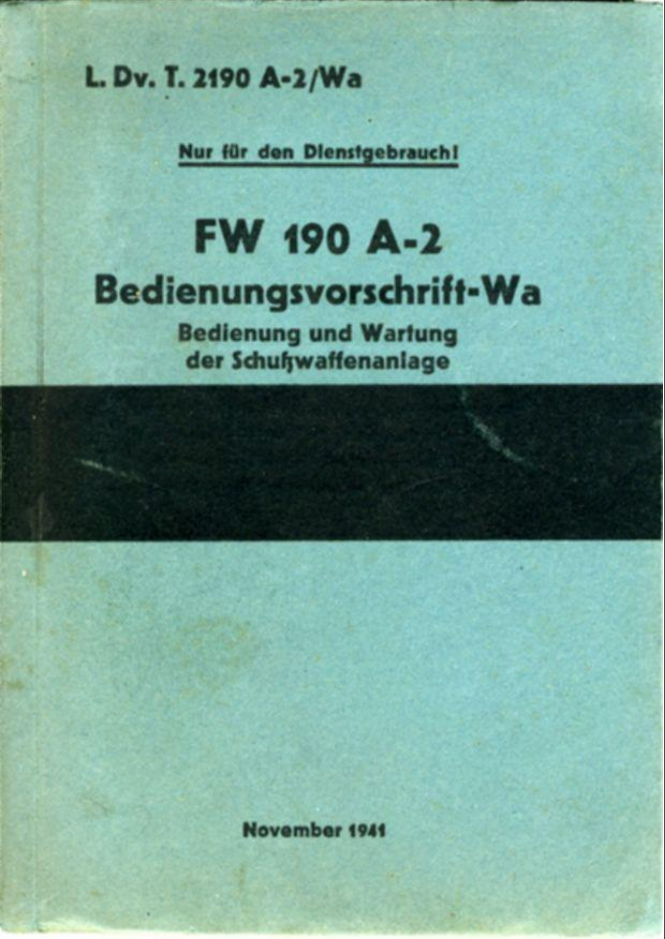 L. Dv. T. 2190 A-2/Wa
Nur für den Dienstgebrauch!
FW 190 A-2
Bedienungsvorschrift-Wa
Bedienung und Wartung
der Schußwaffenanlage
November 1941